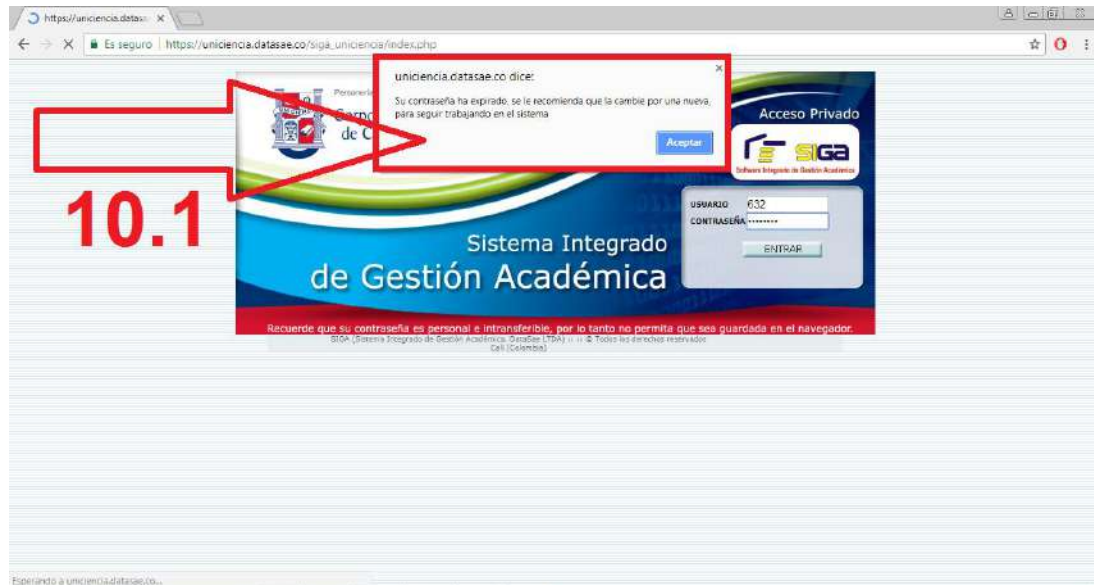 https://uniciencia.datas
Es seguro
https://uniciencia.datasae.co/siga_uniciencia/index.php
uniciencia.datasae.co dice:
Su contraseña ha expirado, se le recomienda que la cambie por una nueva,
para seguir trabajando en el sistema
Aceptar
de C
10.1
Acceso Privado
SIGA
Software Integrado de Gestión Académica
USUARIO 632
CONTRASEÑA ********
ENTRAR
Sistema Integrado
de Gestión Académica
Recuerde que su contraseña es personal e intransferible, por lo tanto no permita que sea guardada en el navegador.
SIGA (Sistema Integrado de Gestión Académica. DataSae LTDA) :: :: © Todos los derechos reservados
Cali (Colombia)
Esperando a uniciencia.datasae.co...